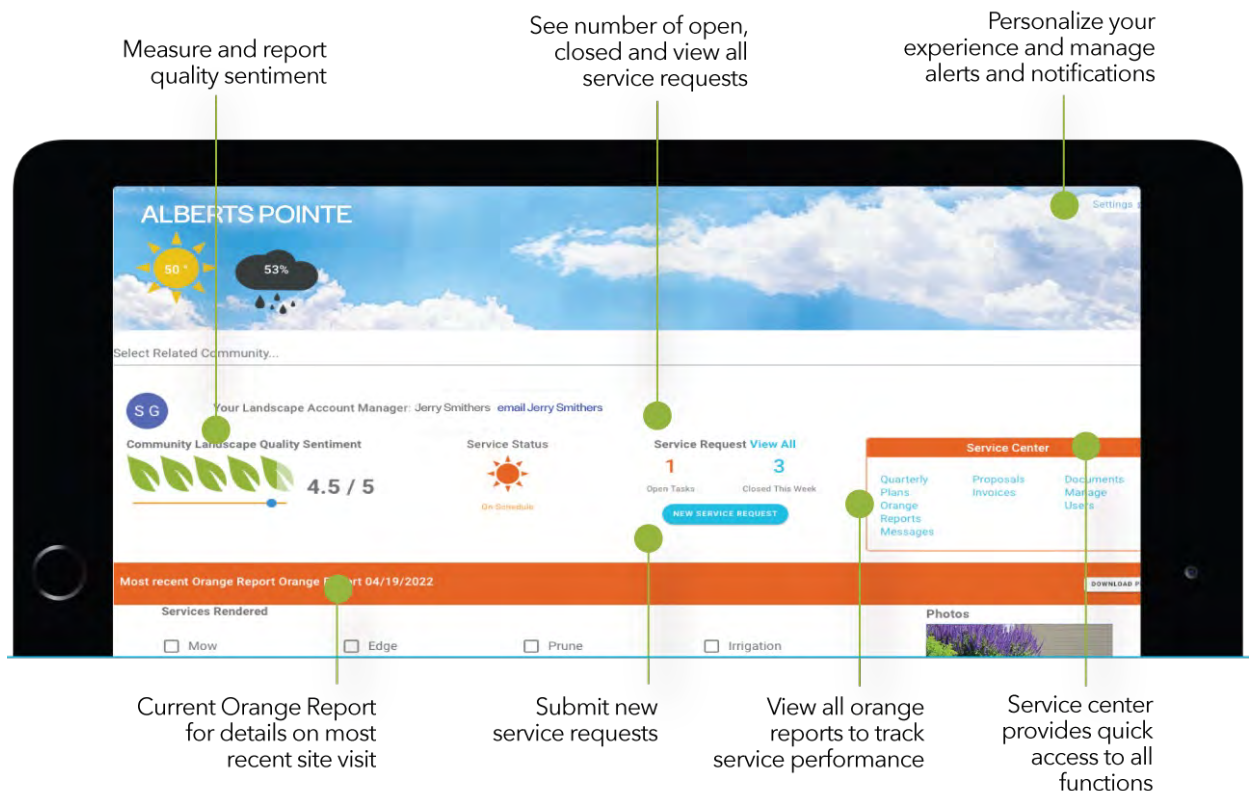 Measure and report
quality sentiment
See number of open,
closed and view all
service requests
Personalize your
experience and manage
alerts and notifications
ALBERTS POINTE
Settings
50 °
53%
Select Related Community...
S G
Your Landscape Account Manager: Jerry Smithers email Jerry Smithers
Community Landscape Quality Sentiment
4.5 / 5
Service Status
On Schedule
Service Request View All
1
3
Open Tasks
Closed This Week
NEW SERVICE REQUEST
Service Center
Quarterly
Plans
Orange
Reports
Messages
Proposals
Invoices
Documents
Manage
Users
Most recent Orange Report Orange Report 04/19/2022
DOWNLOAD P
Services Rendered
Mow
Edge
Prune
Irrigation
Photos
Current Orange Report
for details on most
recent site visit
Submit new
service requests
View all orange
reports to track
service performance
Service center
provides quick
access to all
functions